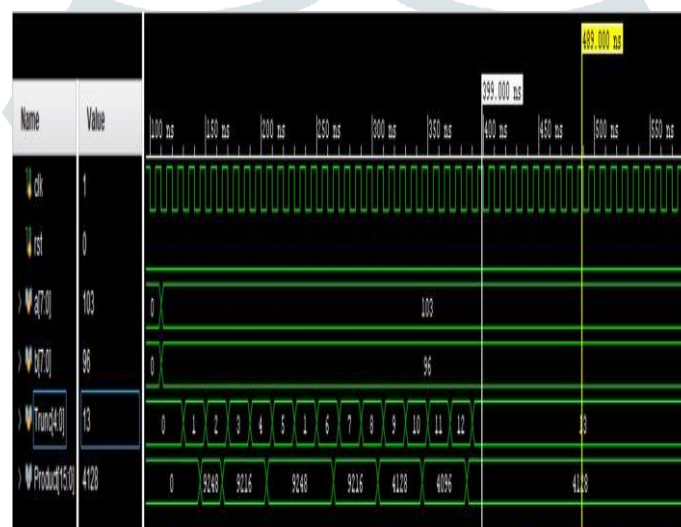 489.000 ns
399.000 ns
Name Value 100 ns 150 ns 200 ns 250 ns 300 ns 350 ns 400 ns 450 ns 500 ns 550 ns
clk 1
rst 0
a[7:0] 103 0 103
b[7:0] 96 0 96
Trunc[4:0] 13 0 1 2 3 4 5 1 6 7 8 9 10 11 12 13
Product[15:0] 4128 0 9248 9216 9248 9216 4128 4096 4128